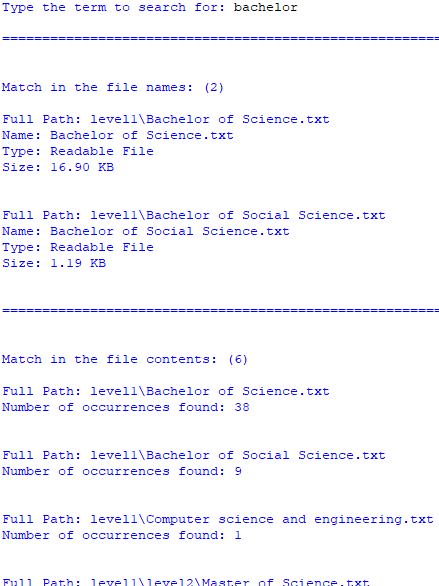 Type the term to search for: bachelor
=======================================================
Match in the file names: (2)
Full Path: level1\Bachelor of Science.txt
Name: Bachelor of Science.txt
Type: Readable File
Size: 16.90 KB
Full Path: level1\Bachelor of Social Science.txt
Name: Bachelor of Social Science.txt
Type: Readable File
Size: 1.19 KB
=======================================================
Match in the file contents: (6)
Full Path: level1\Bachelor of Science.txt
Number of occurrences found: 38
Full Path: level1\Bachelor of Social Science.txt
Number of occurrences found: 9
Full Path: level1\Computer science and engineering.txt
Number of occurrences found: 1
Full Path: level1\level2\Master of Science.txt